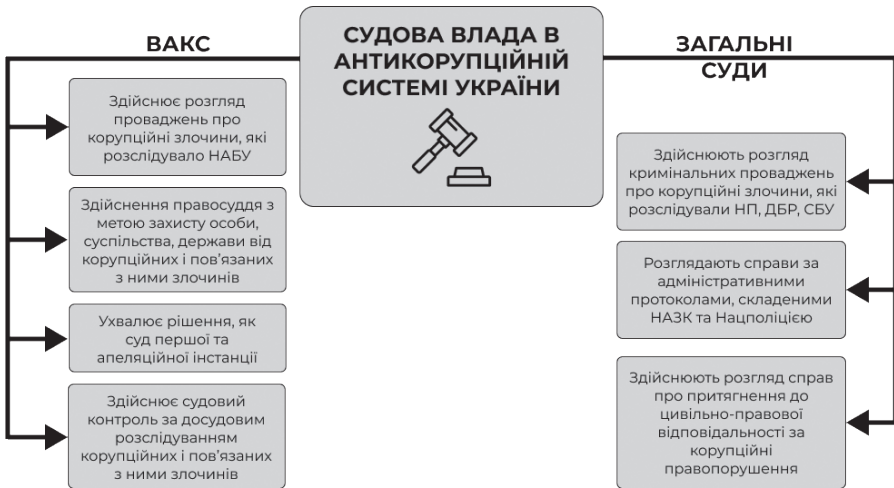 СУДОВА ВЛАДА В
АНТИКОРУПЦІЙНІЙ
СИСТЕМІ УКРАЇНИ
ВАКС
Здійснює розгляд
проваджень про
корупційні злочини, які
розслідувало НАБУ
Здійснення правосуддя з
метою захисту особи,
суспільства, держави від
корупційних і пов'язаних
з ними злочинів
Ухвалює рішення, як
суд першої та
апеляційної інстанції
Здійснює судовий
контроль за досудовим
розслідуванням
корупційних і пов'язаних
з ними злочинів
ЗАГАЛЬНІ
СУДИ
Здійснюють розгляд
кримінальних проваджень
про корупційні злочини, які
розслідували НП, ДБР, СБУ
Розглядають справи за
адміністративними
протоколами, складеними
НАЗК та Нацполіцією
Здійснюють розгляд справ
про притягнення до
цивільно-правової
відповідальності за
корупційні
правопорушення